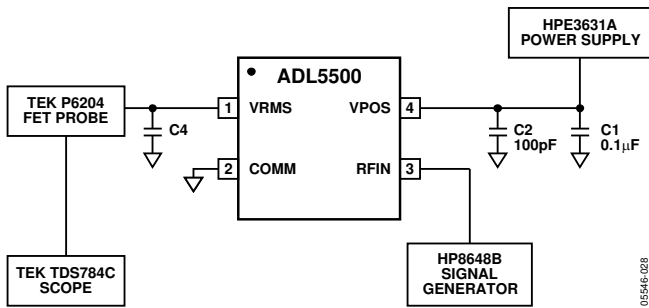 HPE3631A
POWER SUPPLY
ADL5500
TEK P6204
FET PROBE
1 VRMS VPOS 4
C4
C2
100pF
C1
0.1μF
2 COMM RFIN 3
TEK TDS784C
SCOPE
HP8648B
SIGNAL
GENERATOR
05546-028